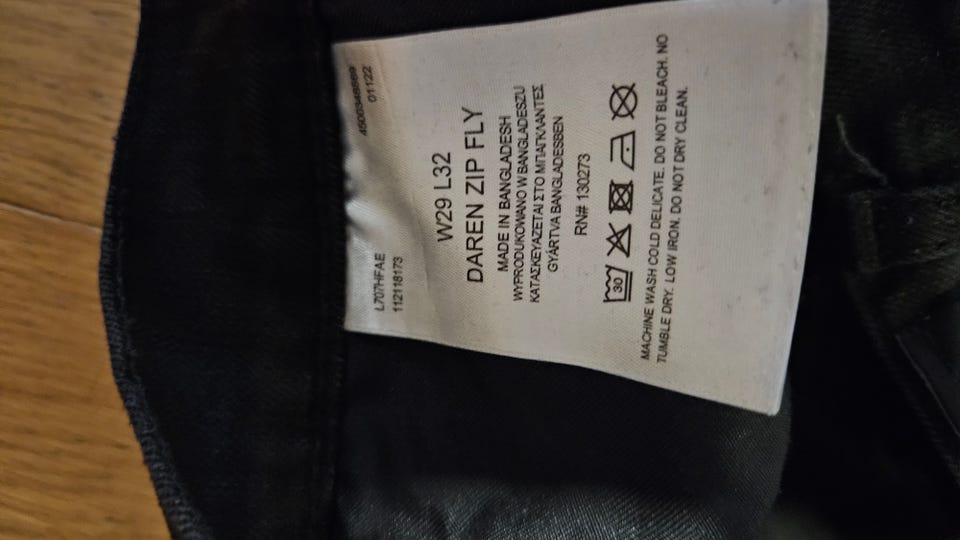 L707HFAE
112118173
4500348589
01122
W29 L32
DAREN ZIP FLY
MADE IN BANGLADESH
WYPRODUKOWANO W BANGLADESZU
ΚΑΤΑΣΚΕΥΑΖΕΤΑΙ ΣΤΟ ΜΠΑΓΚΛΑΝΤΕΣ
GYÁRTVA BANGLADESBEN
RN# 130273
30
MACHINE WASH COLD DELICATE. DO NOT BLEACH. NO
TUMBLE DRY. LOW IRON. DO NOT DRY CLEAN.